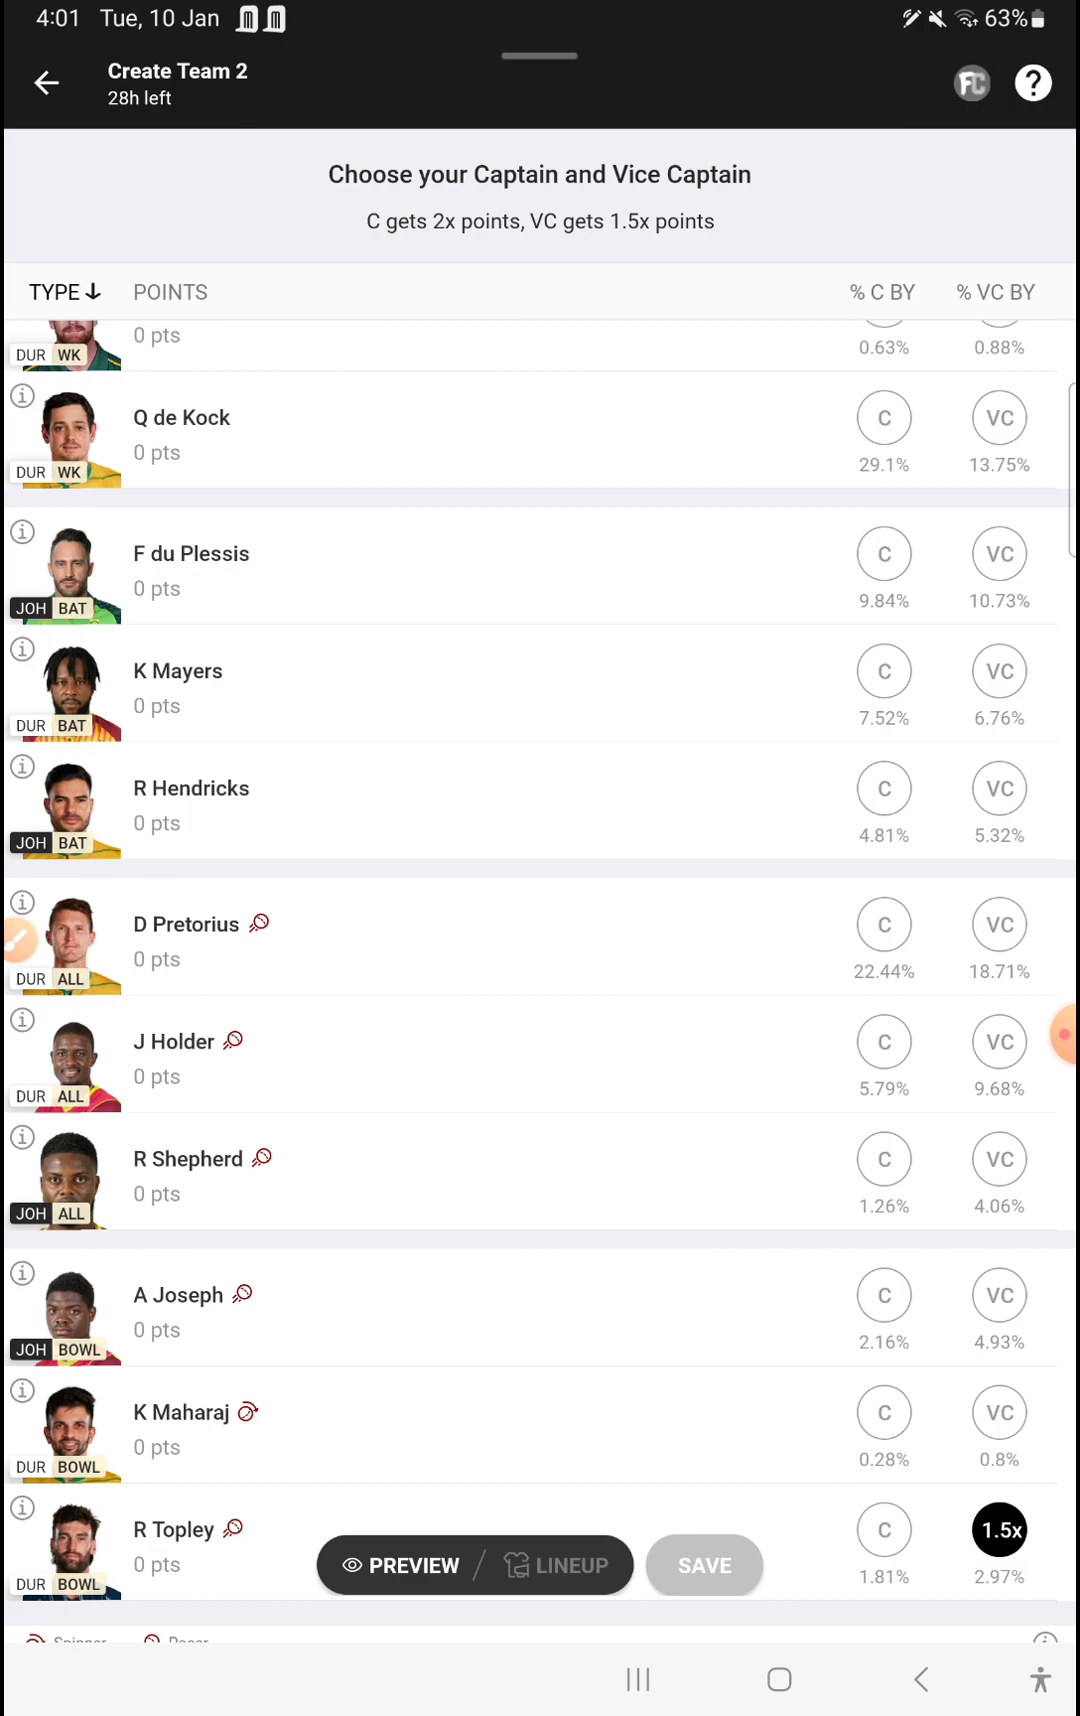 4:01 Tue, 10 Jan
63%
Create Team 2
28h left
FC ?
Choose your Captain and Vice Captain
C gets 2x points, VC gets 1.5x points
TYPE POINTS % C BY % VC BY
0 pts
DUR WK 0.63% 0.88%
Q de Kock C VC
0 pts
DUR WK 29.1% 13.75%
F du Plessis C VC
0 pts
JOH BAT 9.84% 10.73%
K Mayers C VC
0 pts
DUR BAT 7.52% 6.76%
R Hendricks C VC
0 pts
JOH BAT 4.81% 5.32%
D Pretorius C VC
0 pts
DUR ALL 22.44% 18.71%
J Holder C VC
0 pts
DUR ALL 5.79% 9.68%
R Shepherd C VC
0 pts
JOH ALL 1.26% 4.06%
A Joseph C VC
0 pts
JOH BOWL 2.16% 4.93%
K Maharaj C VC
0 pts
DUR BOWL 0.28% 0.8%
R Topley C 1.5x
0 pts
DUR BOWL 1.81% 2.97%
PREVIEW / LINEUP SAVE